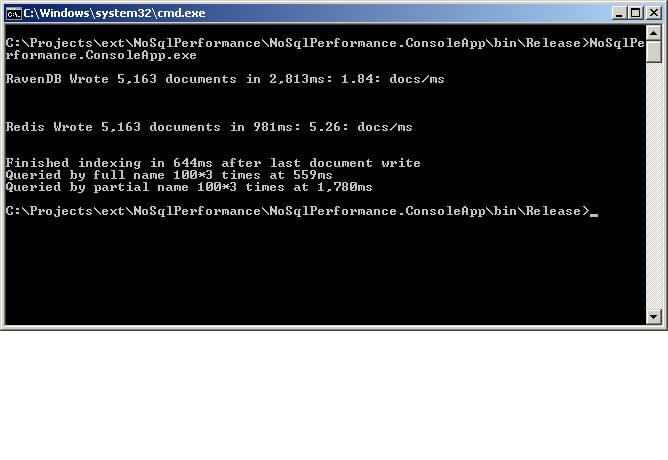 C:\Windows\system32\cmd.exe
C:\Projects\ext\NoSqlPerformance\NoSqlPerformance.ConsoleApp\bin\Release>NoSqlPe
rformance.ConsoleApp.exe
RavenDB Wrote 5,163 documents in 2,813ms: 1.84: docs/ms
Redis Wrote 5,163 documents in 981ms: 5.26: docs/ms
Finished indexing in 644ms after last document write
Queried by full name 100*3 times at 559ms
Queried by partial name 100*3 times at 1,780ms
C:\Projects\ext\NoSqlPerformance\NoSqlPerformance.ConsoleApp\bin\Release>_